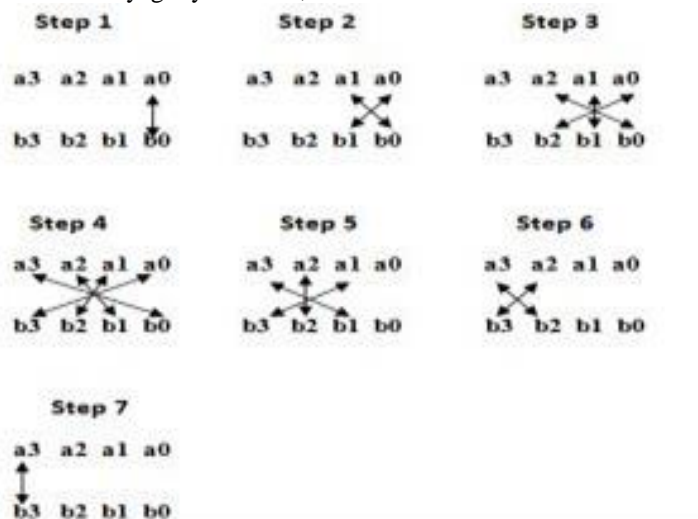 Step 1
a3 a2 a1 a0
b3 b2 b1 b0
Step 2
a3 a2 a1 a0
b3 b2 b1 b0
Step 3
a3 a2 a1 a0
b3 b2 b1 b0
Step 4
a3 a2 a1 a0
b3 b2 b1 b0
Step 5
a3 a2 a1 a0
b3 b2 b1 b0
Step 6
a3 a2 a1 a0
b3 b2 b1 b0
Step 7
a3 a2 a1 a0
b3 b2 b1 b0